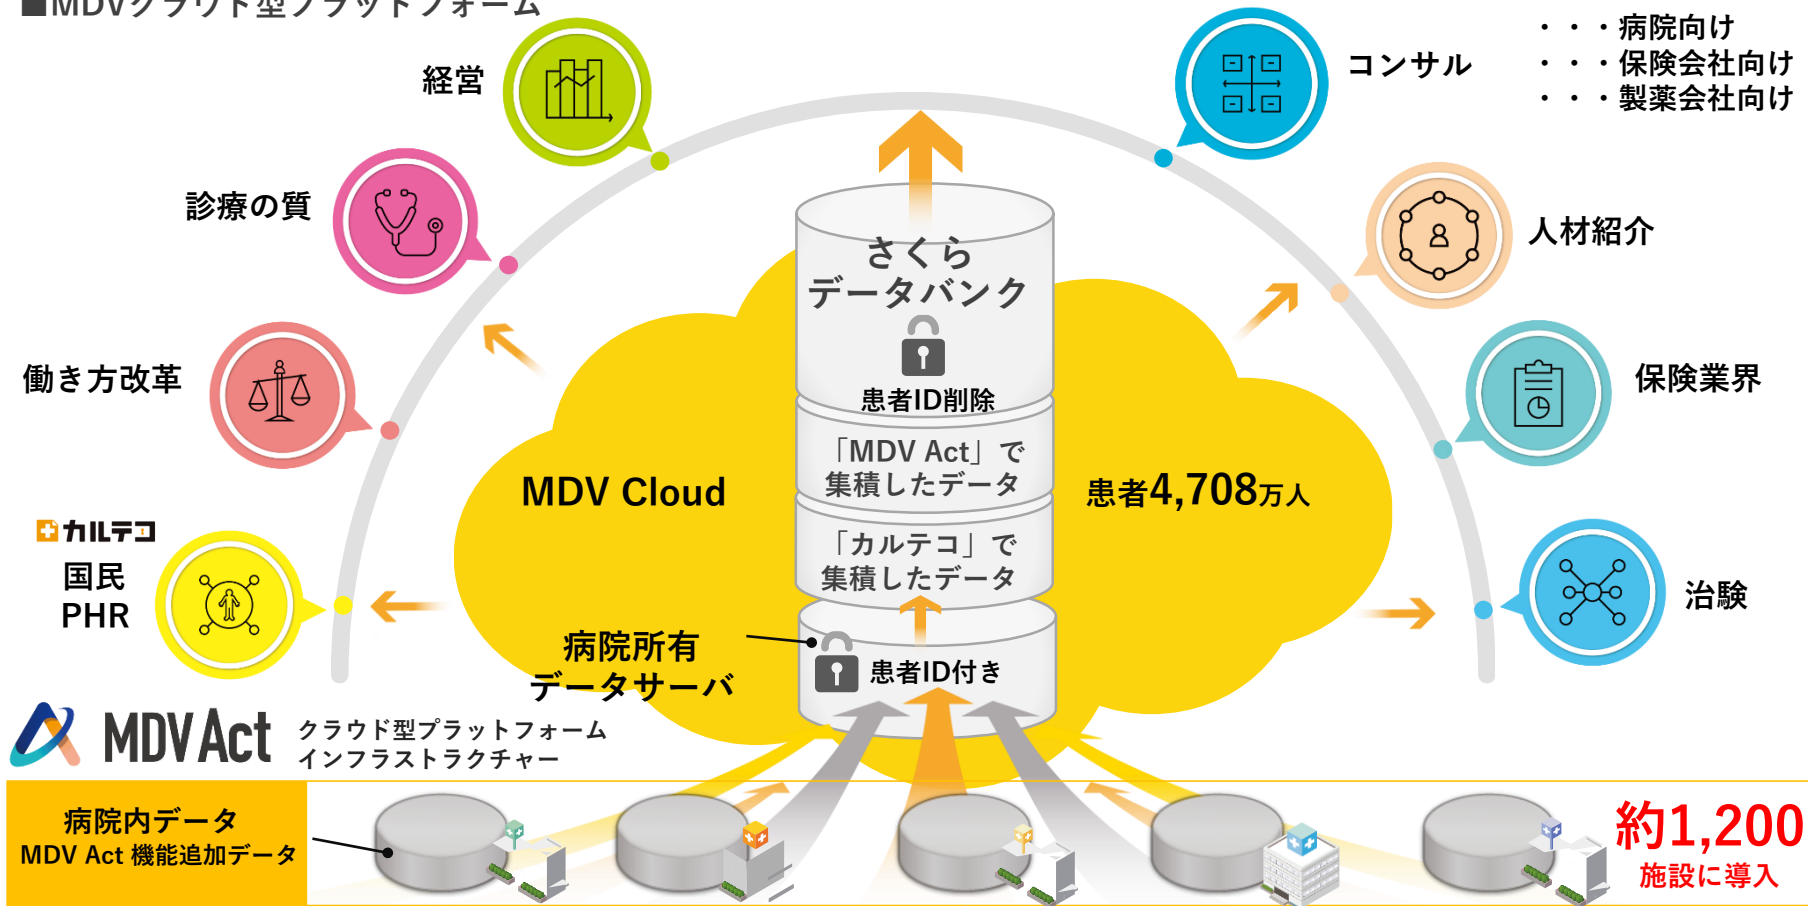 ■MDVクラウド型プラットフォーム
経営
コンサル
・・・病院向け
・・・保険会社向け
・・・製薬会社向け
診療の質
人材紹介
さくら
データバンク
患者ID削除
働き方改革
保険業界
「MDV Act」で
集積したデータ
MDV Cloud
患者4,708万人
「カルテコ」で
集積したデータ
カルテコ
国民
PHR
治験
病院所有
データサーバ
患者ID付き
MDV Act
クラウド型プラットフォーム
インフラストラクチャー
病院内データ
MDV Act 機能追加データ
約1,200
施設に導入